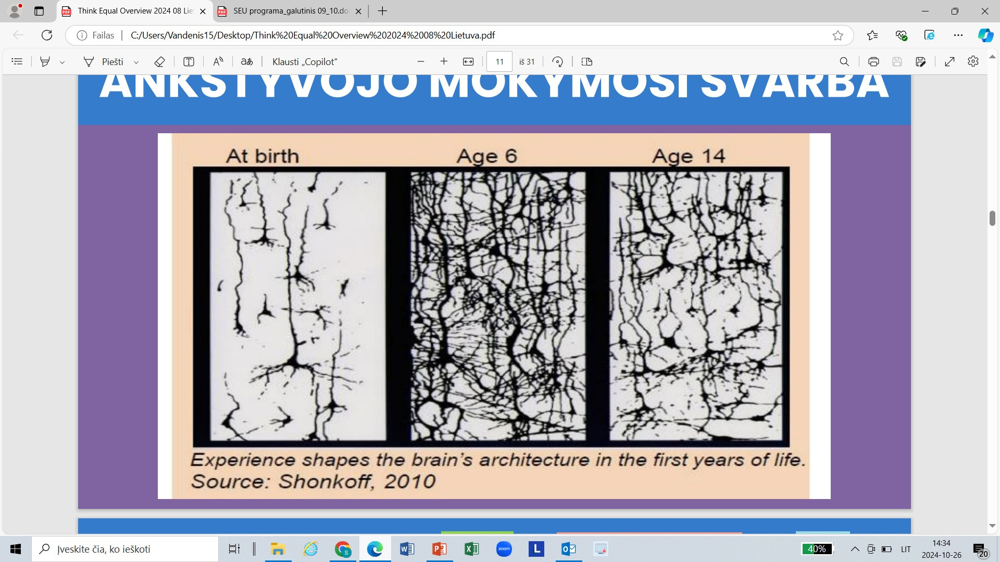 Think Equal Overview 2024 08 Lie
SEU programa_galutinis 09_10.do
Failas
C:/Users/Vandenis15/Desktop/Think%20Equal%20Overview%202024%2008%20Lietuva.pdf
Piešti
Klausti „Copilot“
11 iš 31
ANKSTYVOJO MOKYMOSI SVARBA
At birth
Age 6
Age 14
Experience shapes the brain's architecture in the first years of life.
Source: Shonkoff, 2010
Įveskite čia, ko ieškoti
zoom
40%
LIT
14:34
2024-10-26
20